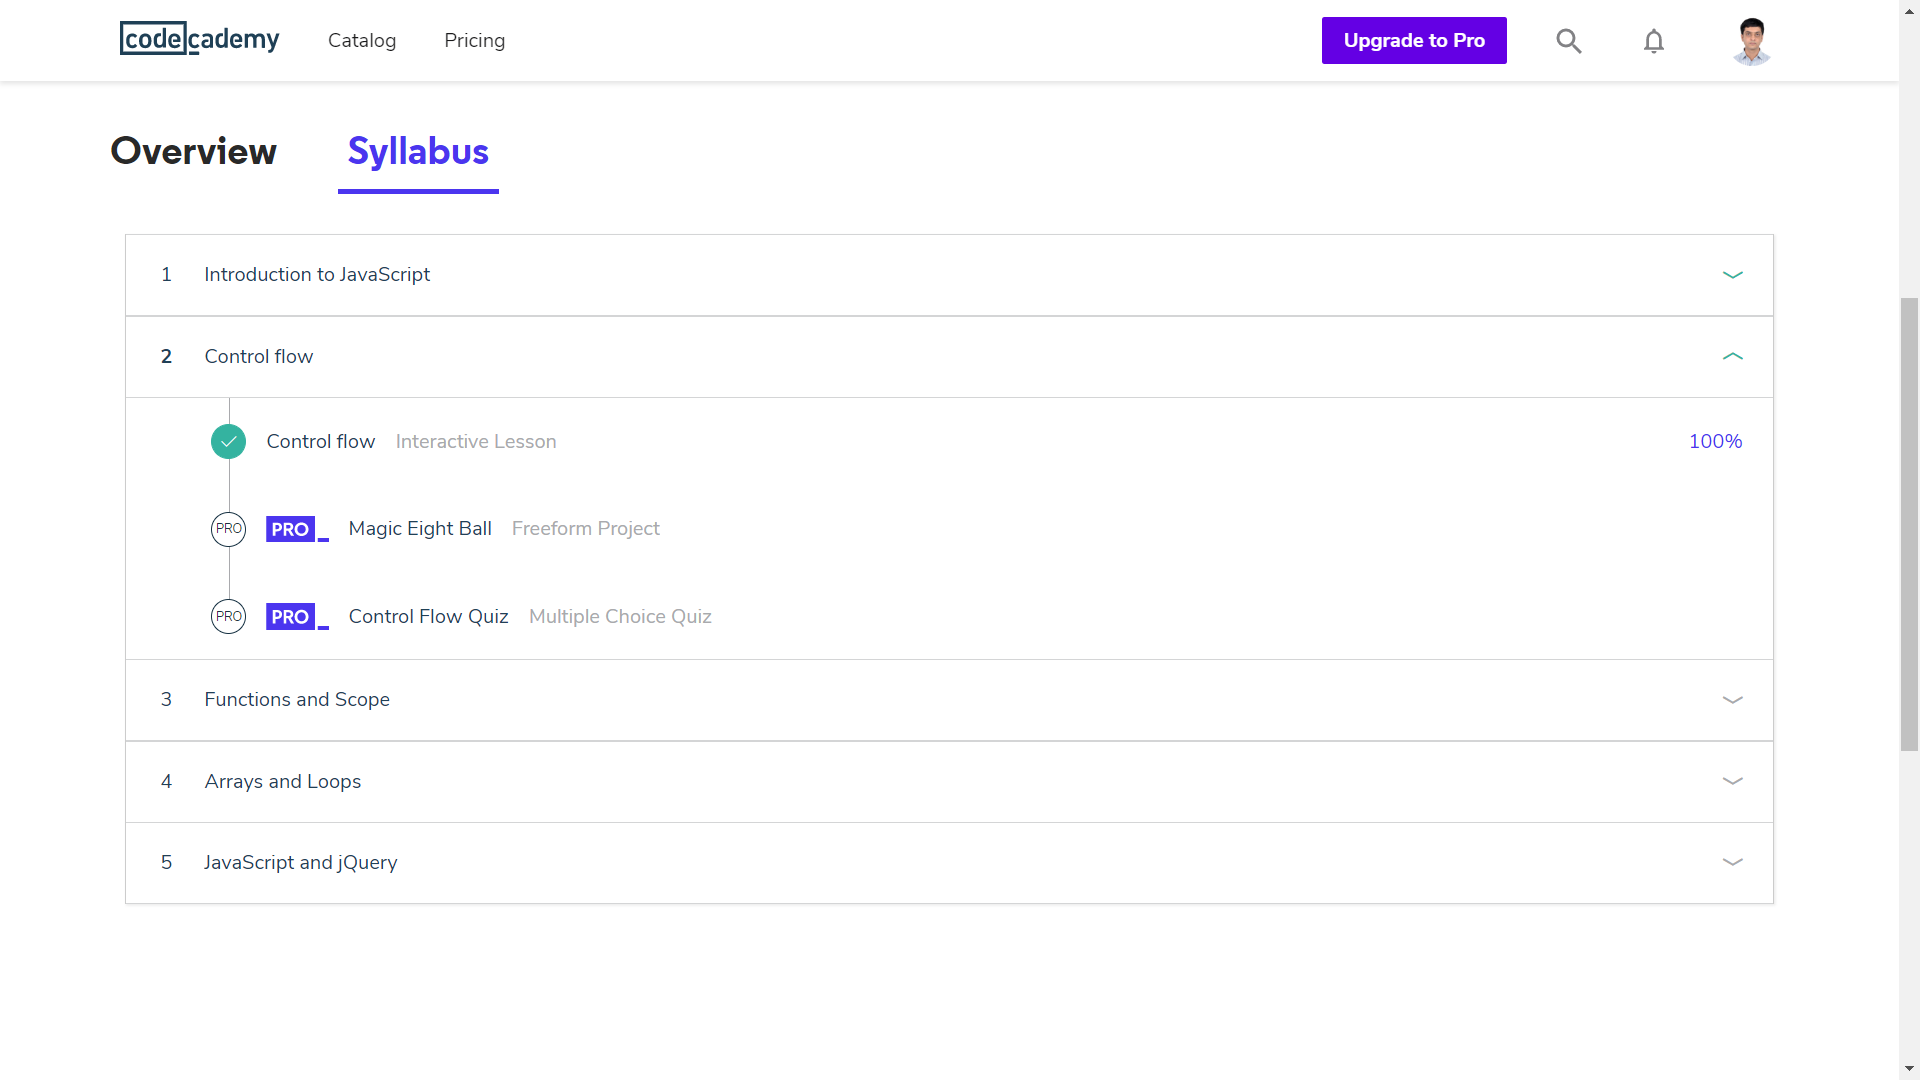 codecademy Catalog Pricing Upgrade to Pro
Overview Syllabus
1 Introduction to JavaScript
2 Control flow
Control flow Interactive Lesson 100%
PRO PRO_ Magic Eight Ball Freeform Project
PRO PRO_ Control Flow Quiz Multiple Choice Quiz
3 Functions and Scope
4 Arrays and Loops
5 JavaScript and jQuery